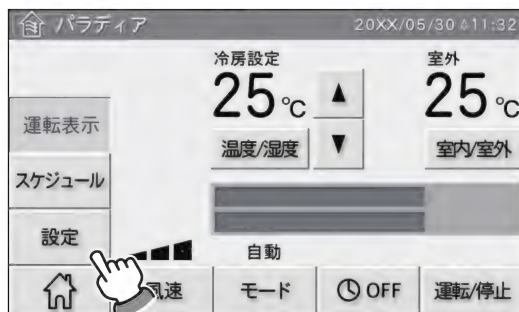 パラディア 20XX/05/30 11:32
冷房設定
25℃
▲
室外
25℃
運転表示
温度/湿度
▼
室内/室外
スケジュール
設定
自動
風速
モード
OFF
運転/停止